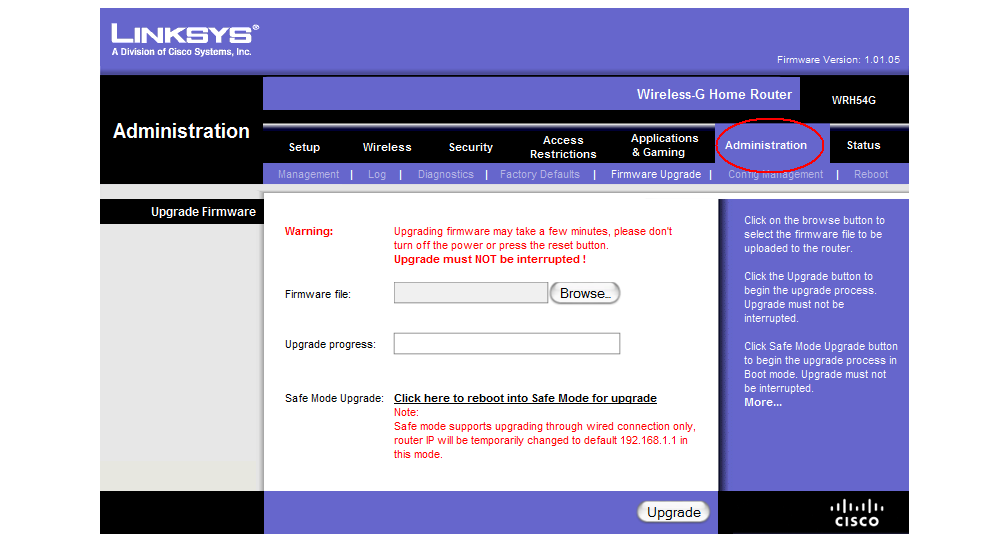 LINKSYS®
A Division of Cisco Systems, Inc.
Firmware Version: 1.01.05
Wireless-G Home Router
WRH54G
Administration
Setup
Wireless
Security
Access
Restrictions
Applications
& Gaming
Administration
Status
Management | Log | Diagnostics | Factory Defaults | Firmware Upgrade | Config Management | Reboot
Upgrade Firmware
Warning:
Upgrading firmware may take a few minutes, please don't
turn off the power or press the reset button.
Upgrade must NOT be interrupted !
Firmware file:
Browse...
Upgrade progress:
Safe Mode Upgrade:
Click here to reboot into Safe Mode for upgrade
Note:
Safe mode supports upgrading through wired connection only,
router IP will be temporarily changed to default 192.168.1.1 in
this mode.
Click on the browse button to
select the firmware file to be
uploaded to the router.
Click the Upgrade button to
begin the upgrade process.
Upgrade must not be
interrupted.
Click Safe Mode Upgrade button
to begin the upgrade process in
Boot mode. Upgrade must not
be interrupted.
More...
Upgrade
CISCO